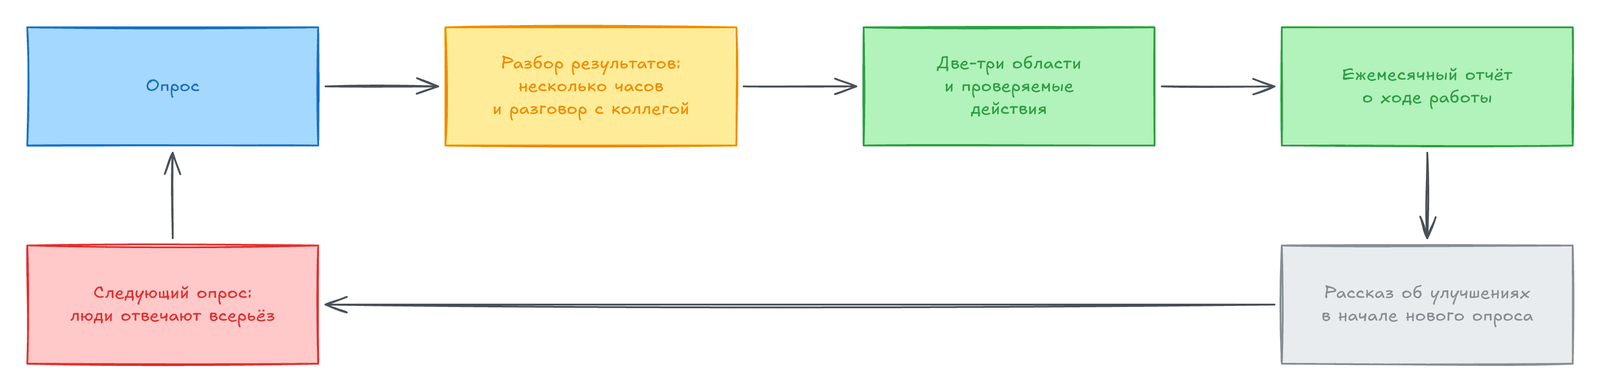 Опрос
Разбор результатов:
несколько часов
и разговор с коллегой
Две-три области
и проверяемые
действия
Ежемесячный отчёт
о ходе работы
Следующий опрос:
люди отвечают всерьёз
Рассказ об улучшениях
в начале нового опроса